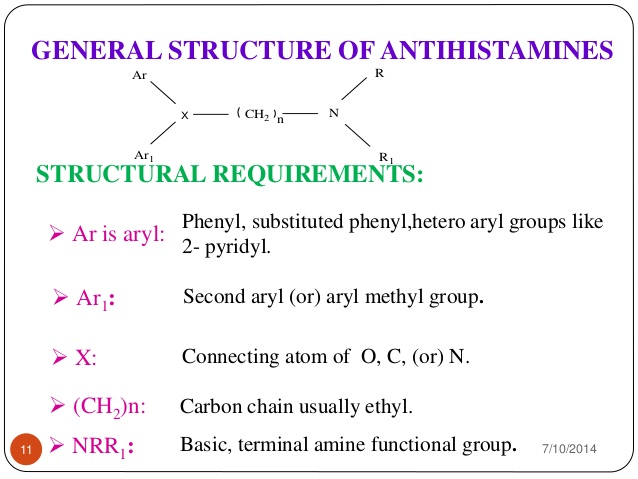 GENERAL STRUCTURE OF ANTIHISTAMINES
Ar R
X (CH2)n N
Ar1 R1
STRUCTURAL REQUIREMENTS:
➢ Ar is aryl: Phenyl, substituted phenyl,hetero aryl groups like
2- pyridyl.
➢ Ar1: Second aryl (or) aryl methyl group.
➢ X: Connecting atom of O, C, (or) N.
➢ (CH2)n: Carbon chain usually ethyl.
➢ NRR1: Basic, terminal amine functional group.
11 7/10/2014